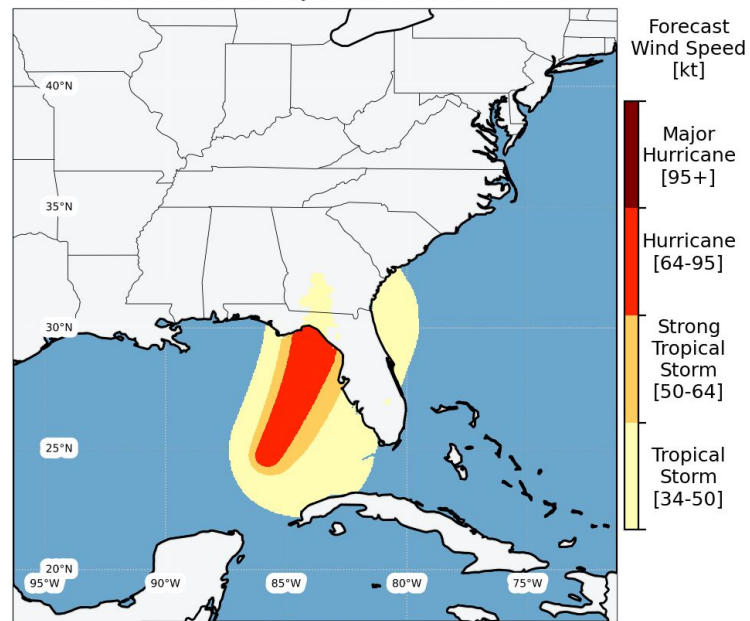 Forecast
Wind Speed
[kt]
Major
Hurricane
[95+]
Hurricane
[64-95]
Strong
Tropical
Storm
[50-64]
Tropical
Storm
[34-50]
40°N
35°N
30°N
25°N
20°N
95°W
90°W
85°W
80°W
75°W